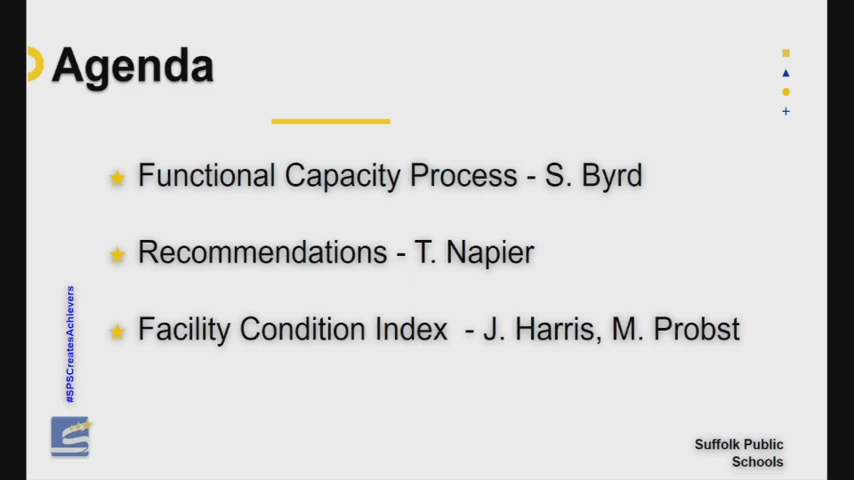 Agenda
Functional Capacity Process - S. Byrd
Recommendations - T. Napier
Facility Condition Index - J. Harris, M. Probst
#SPSCreatesAchievers
Suffolk Public
Schools